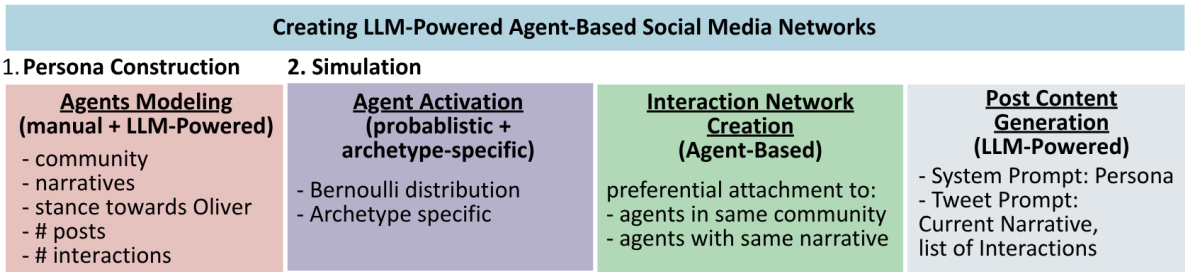 Creating LLM-Powered Agent-Based Social Media Networks
1. Persona Construction
2. Simulation
Agents Modeling
(manual + LLM-Powered)
- community
- narratives
- stance towards Oliver
- # posts
- # interactions
Agent Activation
(probablistic +
archetype-specific)
- Bernoulli distribution
- Archetype specific
Interaction Network
Creation
(Agent-Based)
preferential attachment to:
- agents in same community
- agents with same narrative
Post Content
Generation
(LLM-Powered)
- System Prompt: Persona
- Tweet Prompt:
Current Narrative,
list of Interactions